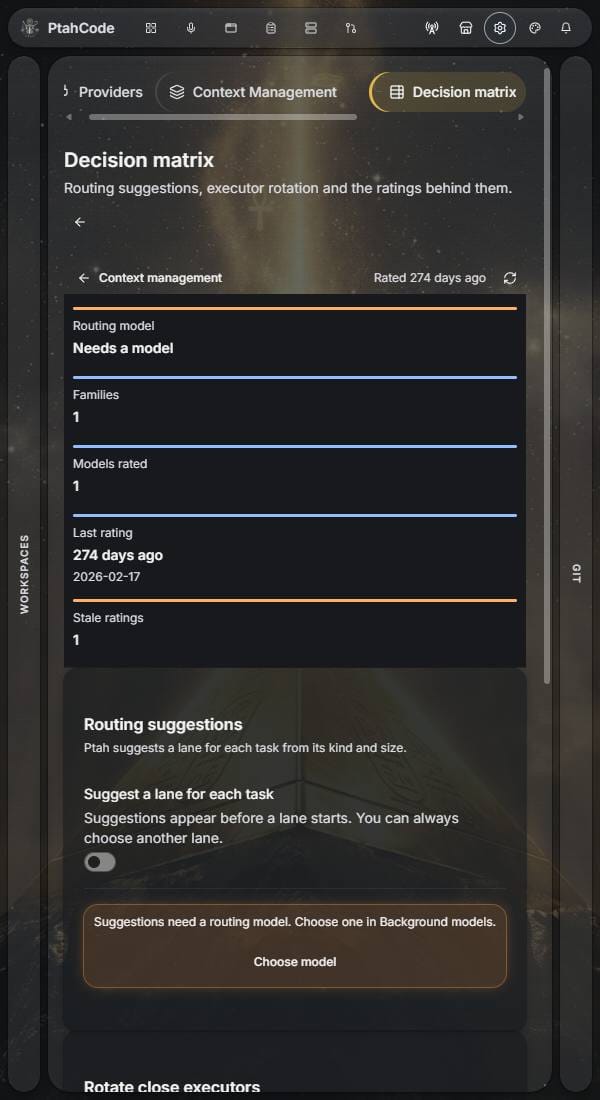 PtahCode
Providers
Context Management
Decision matrix
Decision matrix
Routing suggestions, executor rotation and the ratings behind them.
Context management
Rated 274 days ago
Routing model
Needs a model
Families
1
Models rated
1
Last rating
274 days ago
2026-02-17
Stale ratings
1
WORKSPACES
GIT
Routing suggestions
Ptah suggests a lane for each task from its kind and size.
Suggest a lane for each task
Suggestions appear before a lane starts. You can always
choose another lane.
Suggestions need a routing model. Choose one in Background models.
Choose model
Rotate close executors